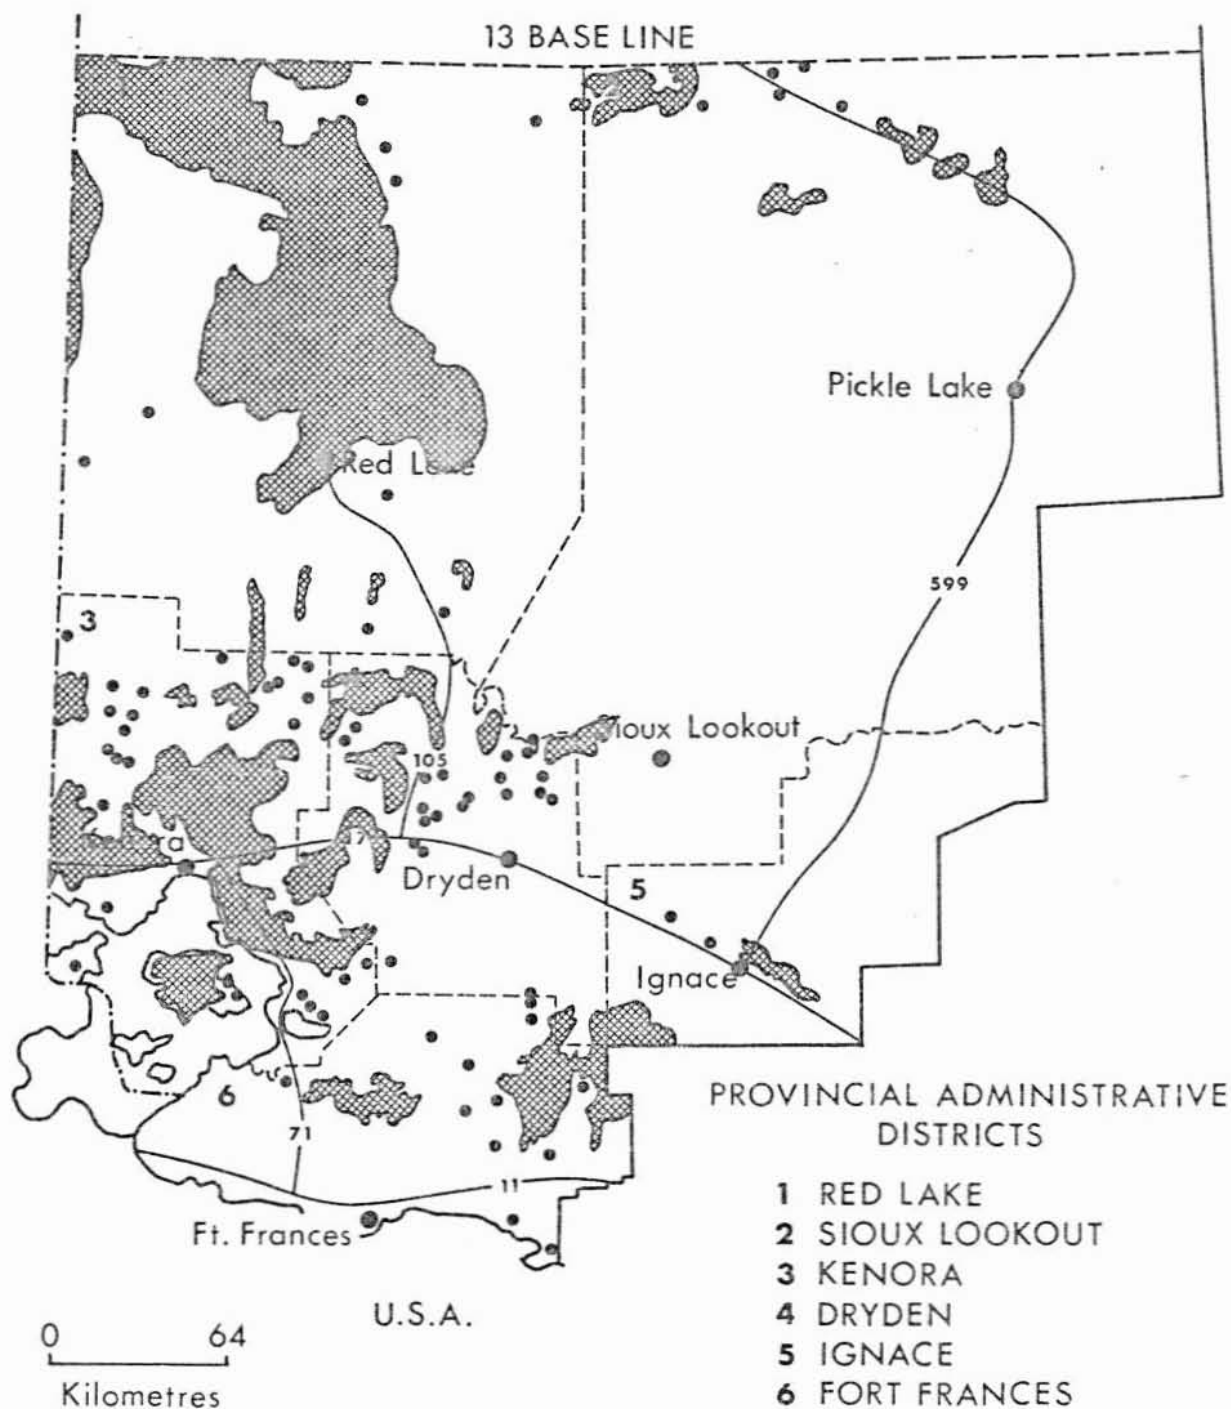 13 BASE LINE
Pickle Lake
Red
599
3
Sioux Lookout
105
Dryden
5
Ignace
6
71
11
Ft. Frances
U.S.A.
0 64
Kilometres
PROVINCIAL ADMINISTRATIVE
DISTRICTS
1 RED LAKE
2 SIOUX LOOKOUT
3 KENORA
4 DRYDEN
5 IGNACE
6 FORT FRANCES